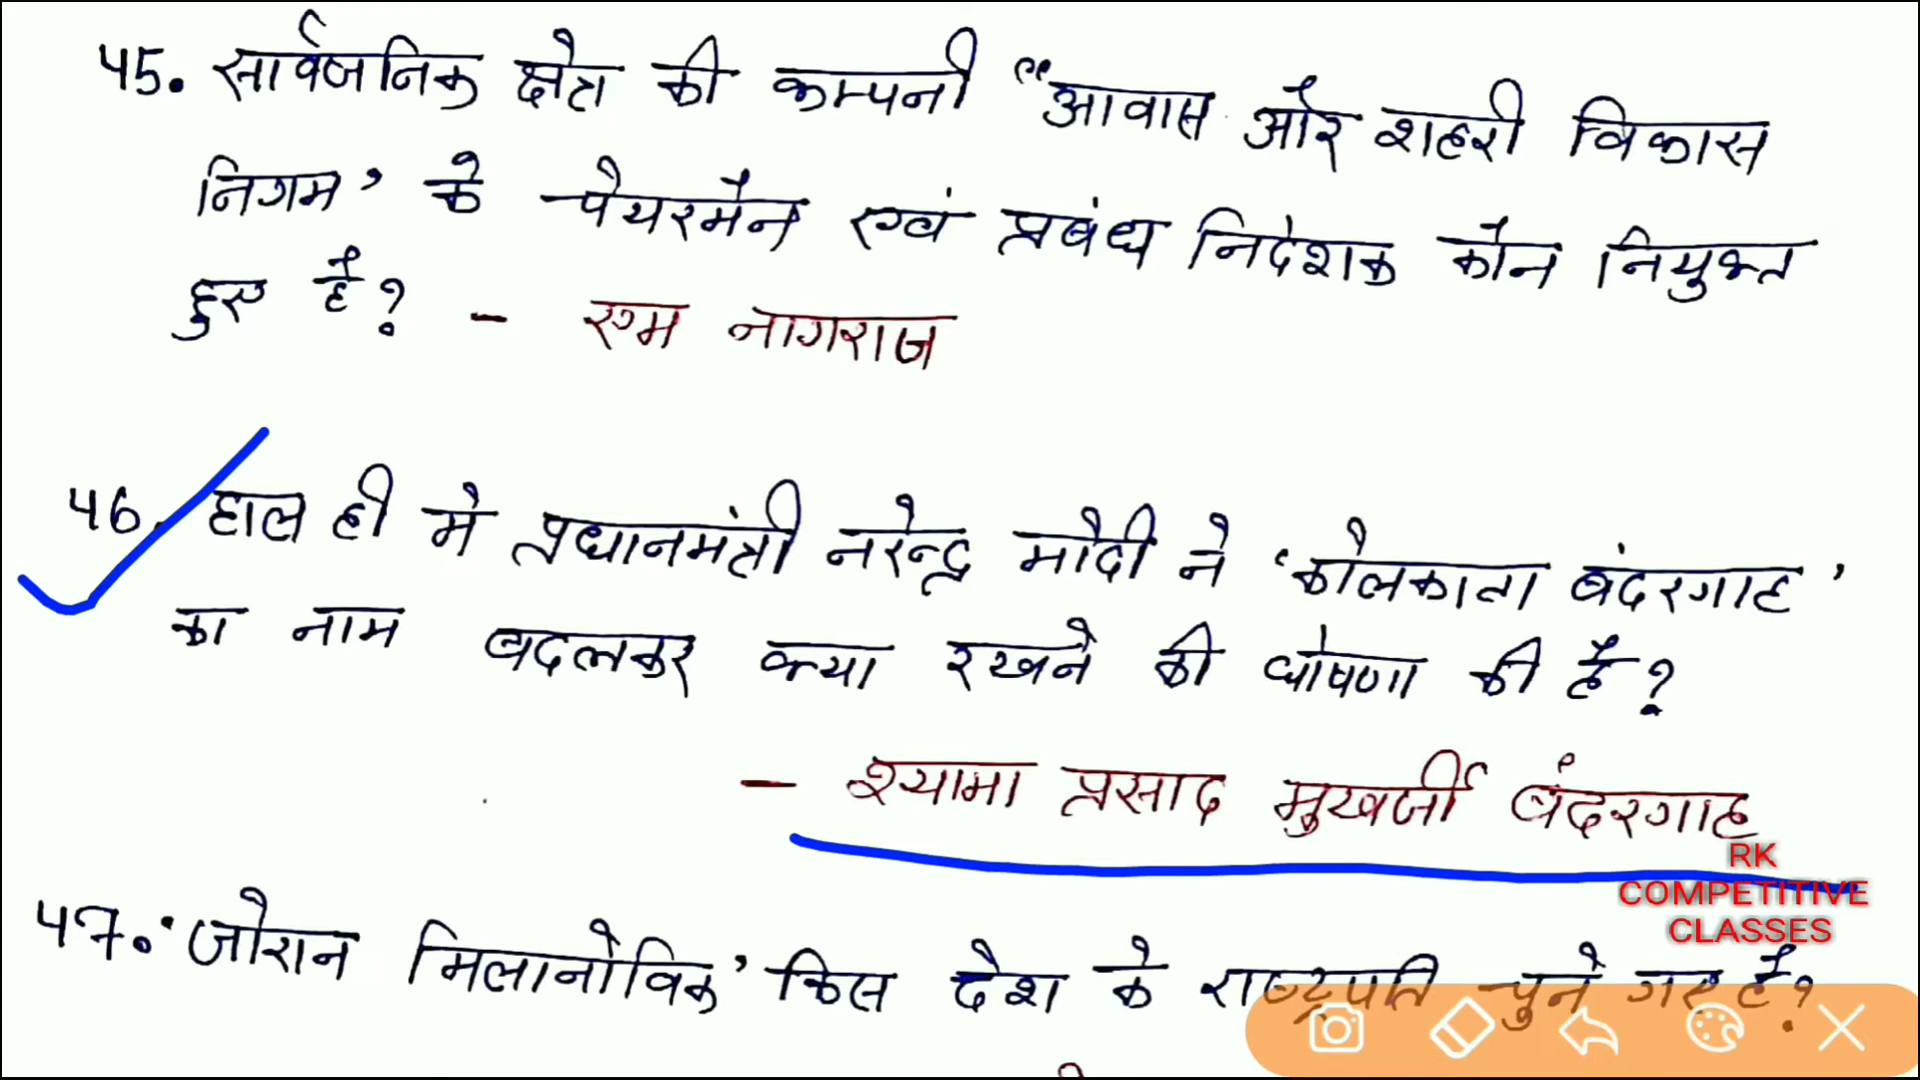 45. सार्वजनिक क्षेत्र की कम्पनी “आवास और शहरी विकास
निगम’ के चेयरमैन एवं प्रबंध निदेशक कौन नियुक्त
हुए है? - एम नागराज
46. हाल ही मे प्रधानमंत्री नरेन्द्र मोदी ने ‘कोलकाता बंदरगाह’
का नाम बदलकर क्या रखने की घोषणा की है?
- श्यामा प्रसाद मुखर्जी बंदरगाह
RK
COMPETITIVE
CLASSES
47. ‘जोरान मिलानोविक’ किस देश के राष्ट्रपति चुने गए है?